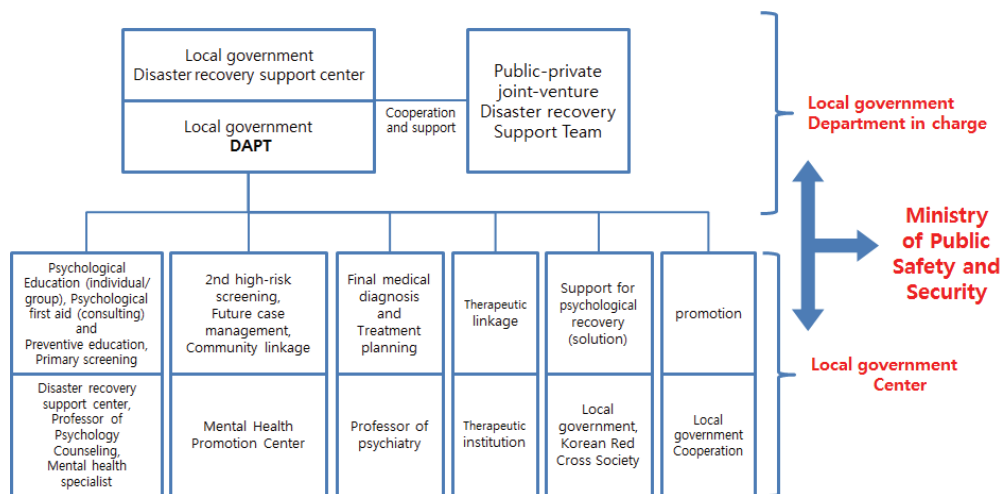 Local government
Disaster recovery support center
Local government
DAPT
Cooperation
and support
Public-private
joint-venture
Disaster recovery
Support Team
Local government
Department in charge
Ministry
of Public
Safety and
Security
Psychological
Education (individual/
group), Psychological
first aid (consulting)
and
Preventive education,
Primary screening
2nd high-risk
screening,
Future case
management,
Community linkage
Final medical
diagnosis
and
Treatment
planning
Therapeutic
linkage
Support for
psychological
recovery
(solution)
promotion
Local government
Center
Disaster recovery
support center,
Professor of
Psychology
Counseling,
Mental health
specialist
Mental Health
Promotion Center
Professor of
psychiatry
Therapeutic
institution
Local
government,
Korean Red
Cross Society
Local
government
Cooperation